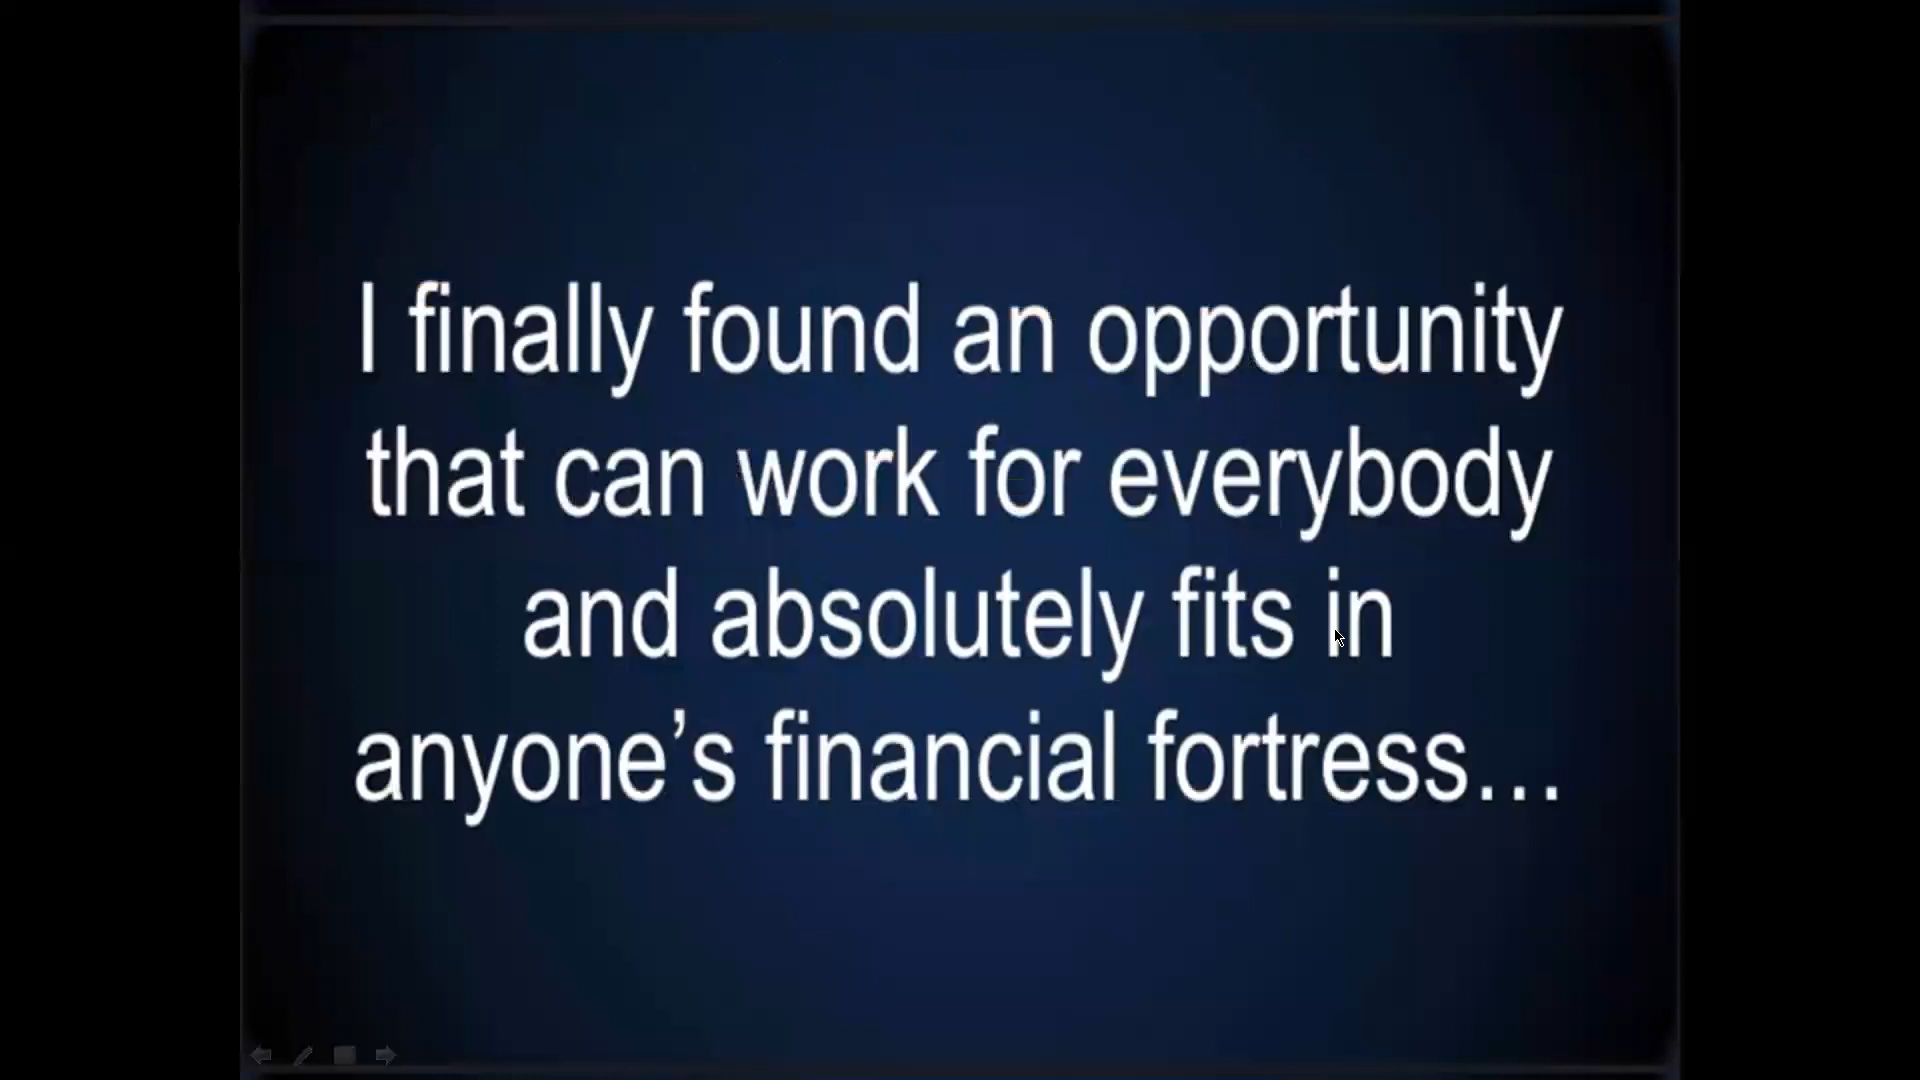 I finally found an opportunity
that can work for everybody
and absolutely fits in
anyone’s financial fortress…